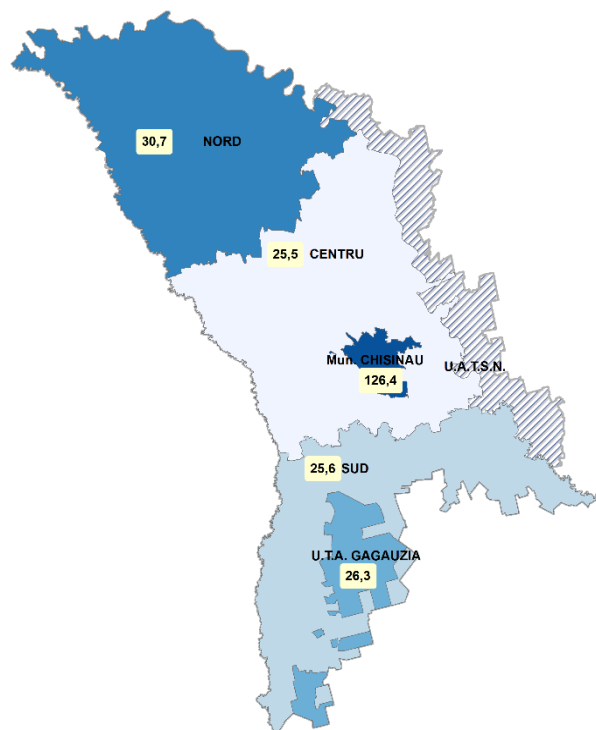 30,7 NORD
25,5 CENTRU
Mun. CHISINAU
126,4
U.A.T.S.N.
25,6 SUD
U.T.A. GAGAUZIA
26,3